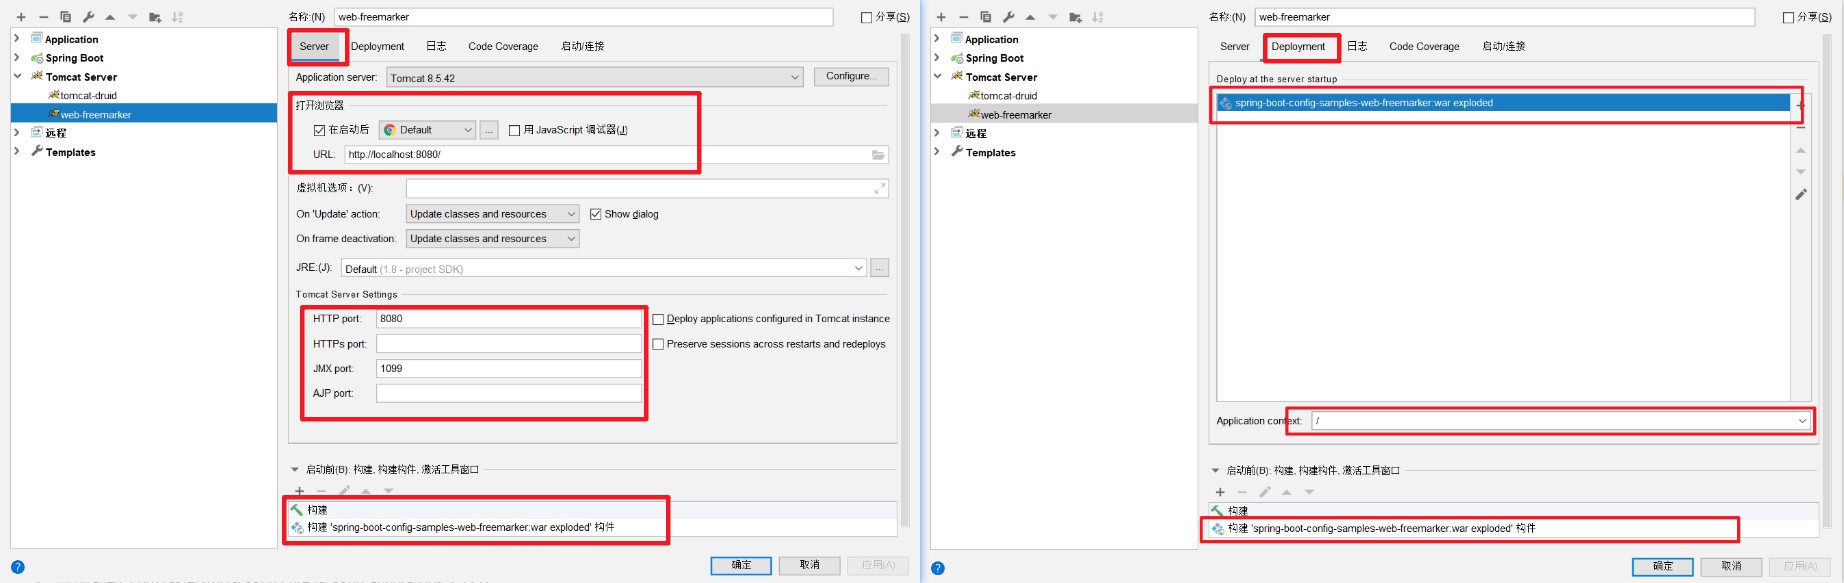 名称:(N) web-freemarker 分享(S)
Application
Spring Boot
Tomcat Server
tomcat-druid
web-freemarker
远程
Templates
Server Deployment 日志 Code Coverage 启动/连接
Application server: Tomcat 8.5.42 Configure...
打开浏览器
在启动后 Default ... 用 JavaScript 调试器(J)
URL: http://localhost:8080/
虚拟机选项：(V):
On 'Update' action: Update classes and resources Show dialog
On frame deactivation: Update classes and resources
JRE:(J): Default (1.8 - project SDK) ...
Tomcat Server Settings
HTTP port: 8080 Deploy applications configured in Tomcat instance
HTTPs port: Preserve sessions across restarts and redeploys
JMX port: 1099
AJP port:
启动前(B): 构建, 构建构件, 激活工具窗口
构建
构建 'spring-boot-config-samples-web-freemarker:war exploded' 构件
? 确定 取消 应用(A)
名称:(N) web-freemarker 分享(S)
Application
Spring Boot
Tomcat Server
tomcat-druid
web-freemarker
远程
Templates
Server Deployment 日志 Code Coverage 启动/连接
Deploy at the server startup
spring-boot-config-samples-web-freemarker:war exploded
Application context: /
启动前(B): 构建, 构建构件, 激活工具窗口
构建
构建 'spring-boot-config-samples-web-freemarker:war exploded' 构件
? 确定 取消 应用(A)